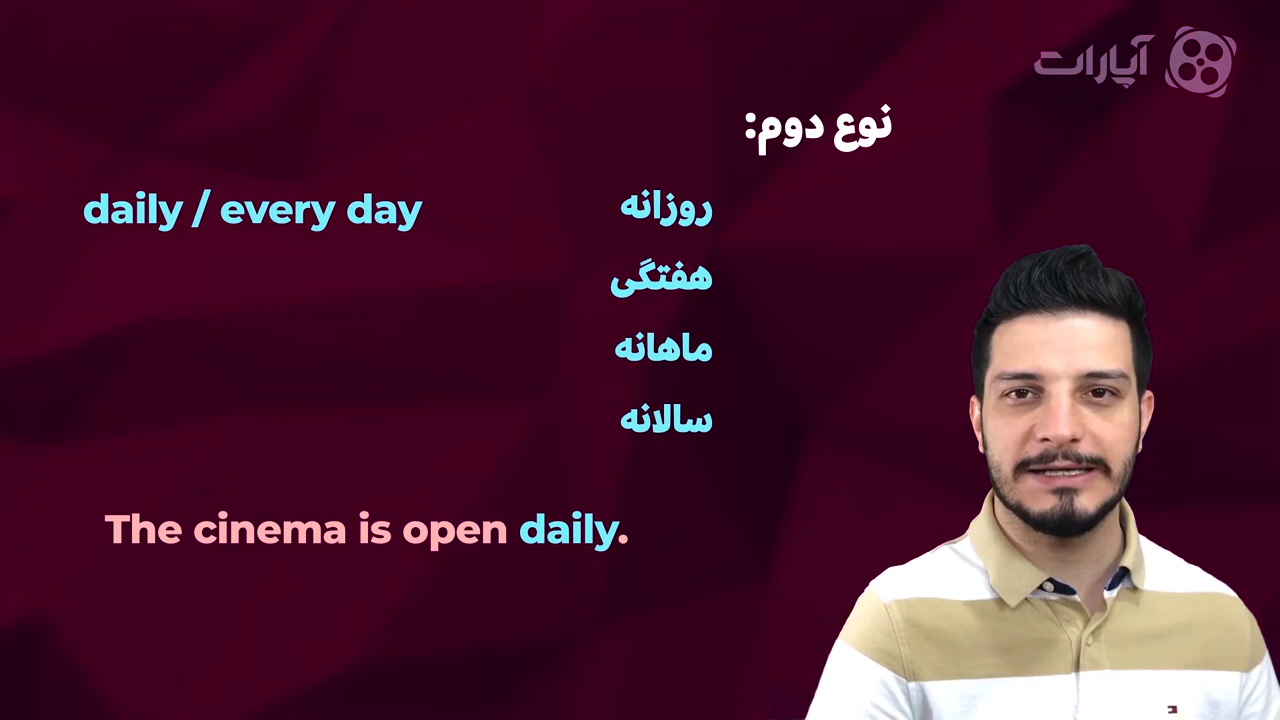 آپارات
نوع دوم:
daily / every day
روزانه
هفتگی
ماهانه
سالانه
The cinema is open daily.